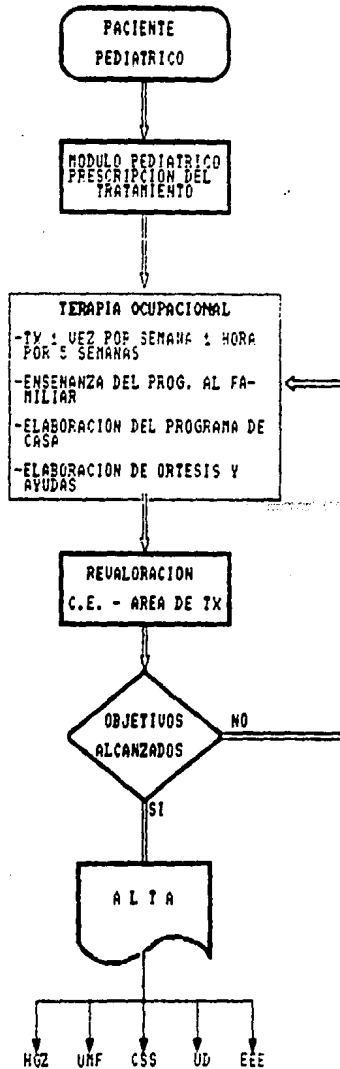 PACIENTE
PEDIATRICO
MODULO PEDIATRICO
PRESCRIPCION DEL
TRATAMIENTO
TERAPIA OCUPACIONAL
-TX 1 VEZ POR SEMANA 1 HORA
POR 5 SEMANAS
-ENSENANZA DEL PROG. AL FA-
MILIAR
-ELABORACION DEL PROGRAMA DE
CASA
-ELABORACION DE ORTESIS Y
AYUDAS
REVALORACION
C.E. - AREA DE TX
OBJETIVOS
ALCANZADOS
NO
SI
A L T A
HGZ UMF CSS UD EEE